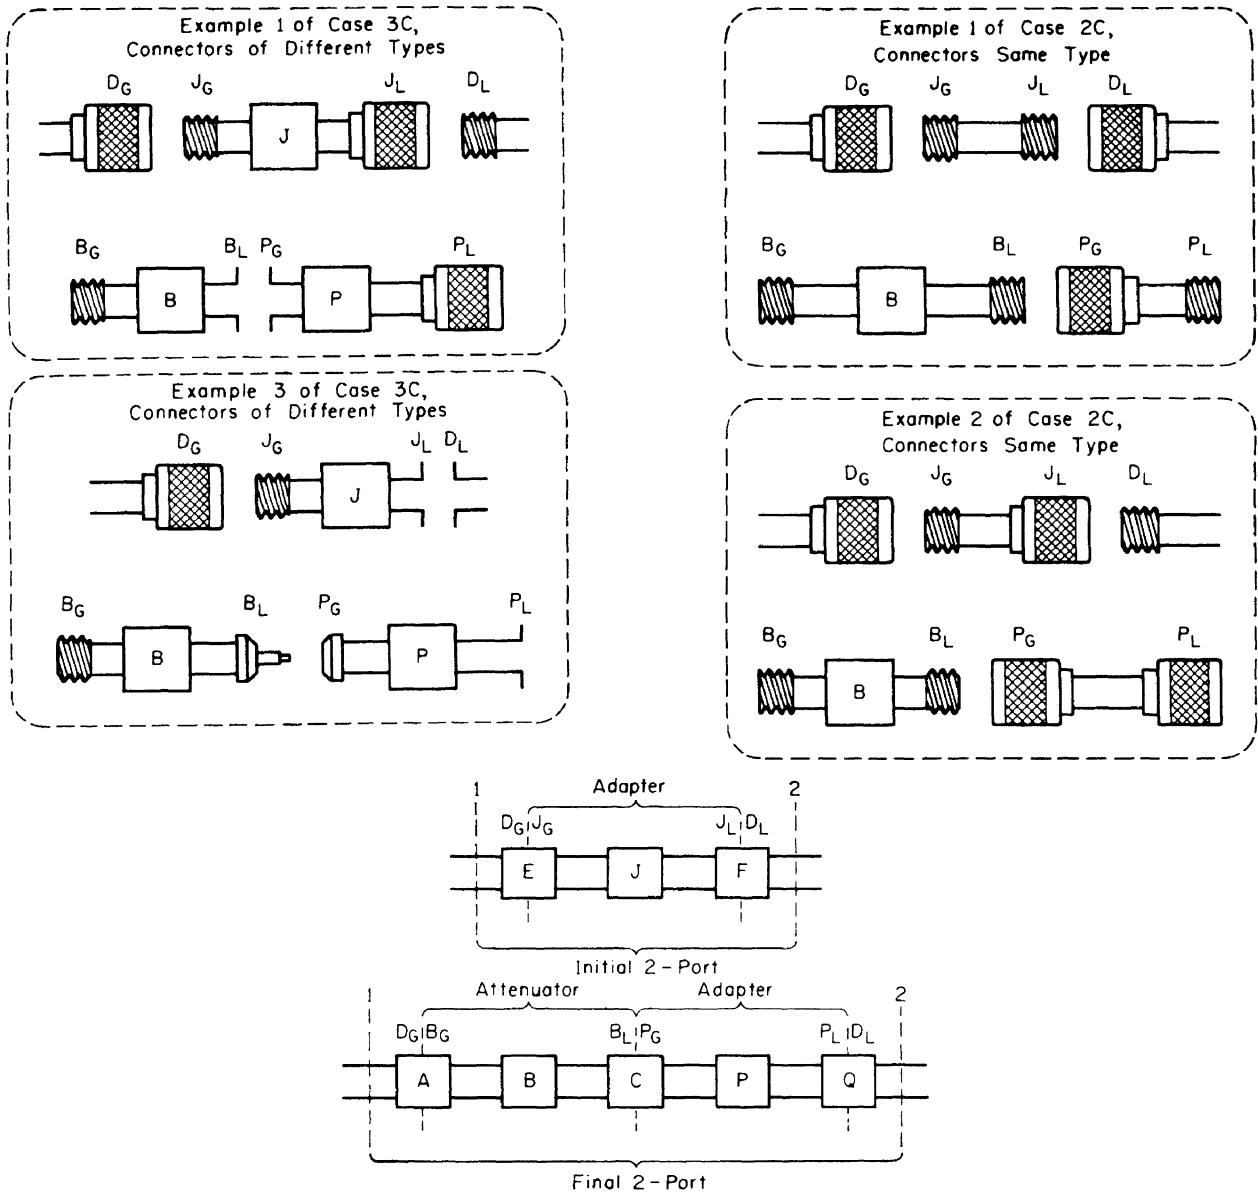 Example 1 of Case 3C,
Connectors of Different Types
DG JG JL DL
J
BG BL PG PL
B P
Example 1 of Case 2C,
Connectors Same Type
DG JG JL DL
BG BL PG PL
B
Example 3 of Case 3C,
Connectors of Different Types
DG JG JL DL
J
BG BL PG PL
B P
Example 2 of Case 2C,
Connectors Same Type
DG JG JL DL
BG BL PG PL
B
1 Adapter 2
DG JG JL DL
E J F
Initial 2-Port
1 Attenuator Adapter 2
DG BG BL PG PL DL
A B C P Q
Final 2-Port